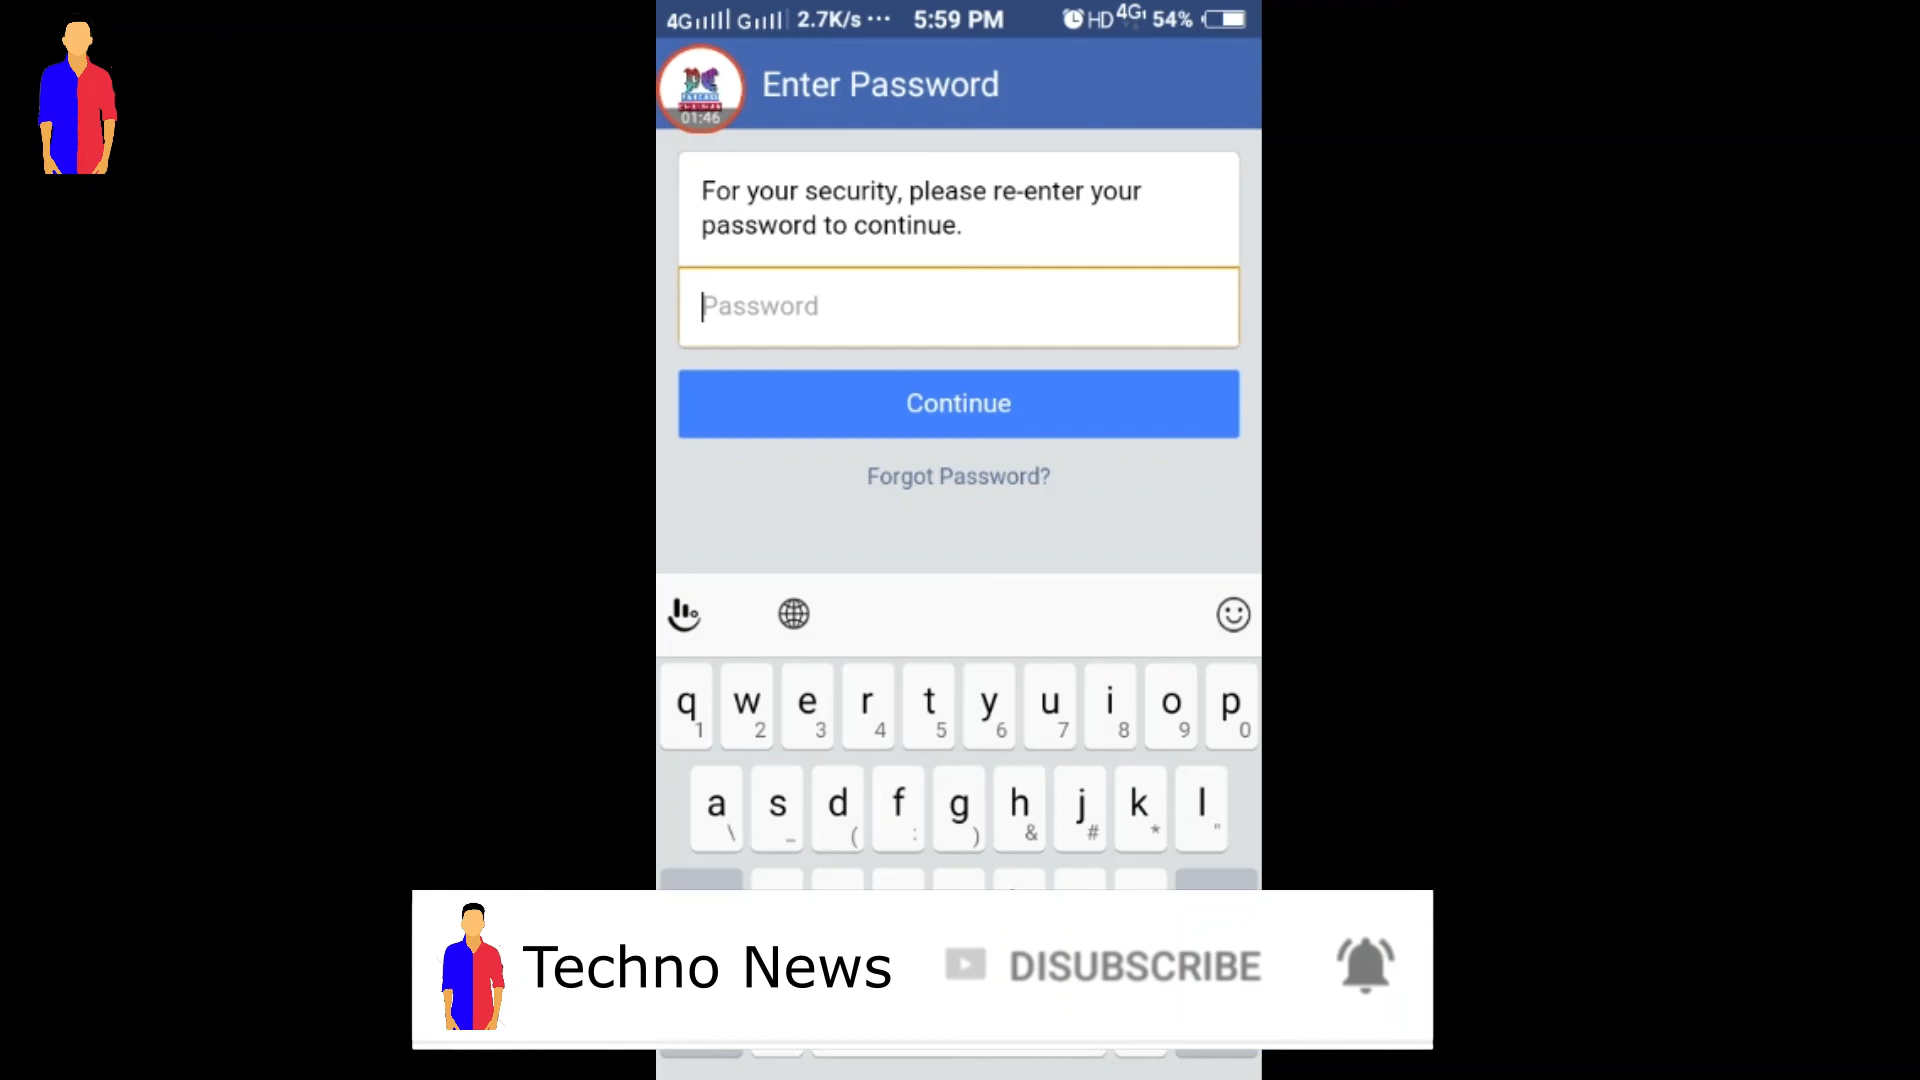 4G G 2.7K/s ··· 5:59 PM HD 4G 54%
01:46
Enter Password
For your security, please re-enter your
password to continue.
Password
Continue
Forgot Password?
q w e r t y u i o p
1 2 3 4 5 6 7 8 9 0
a s d f g h j k l
\ _ ( : ) & # * "
Techno News DISUBSCRIBE